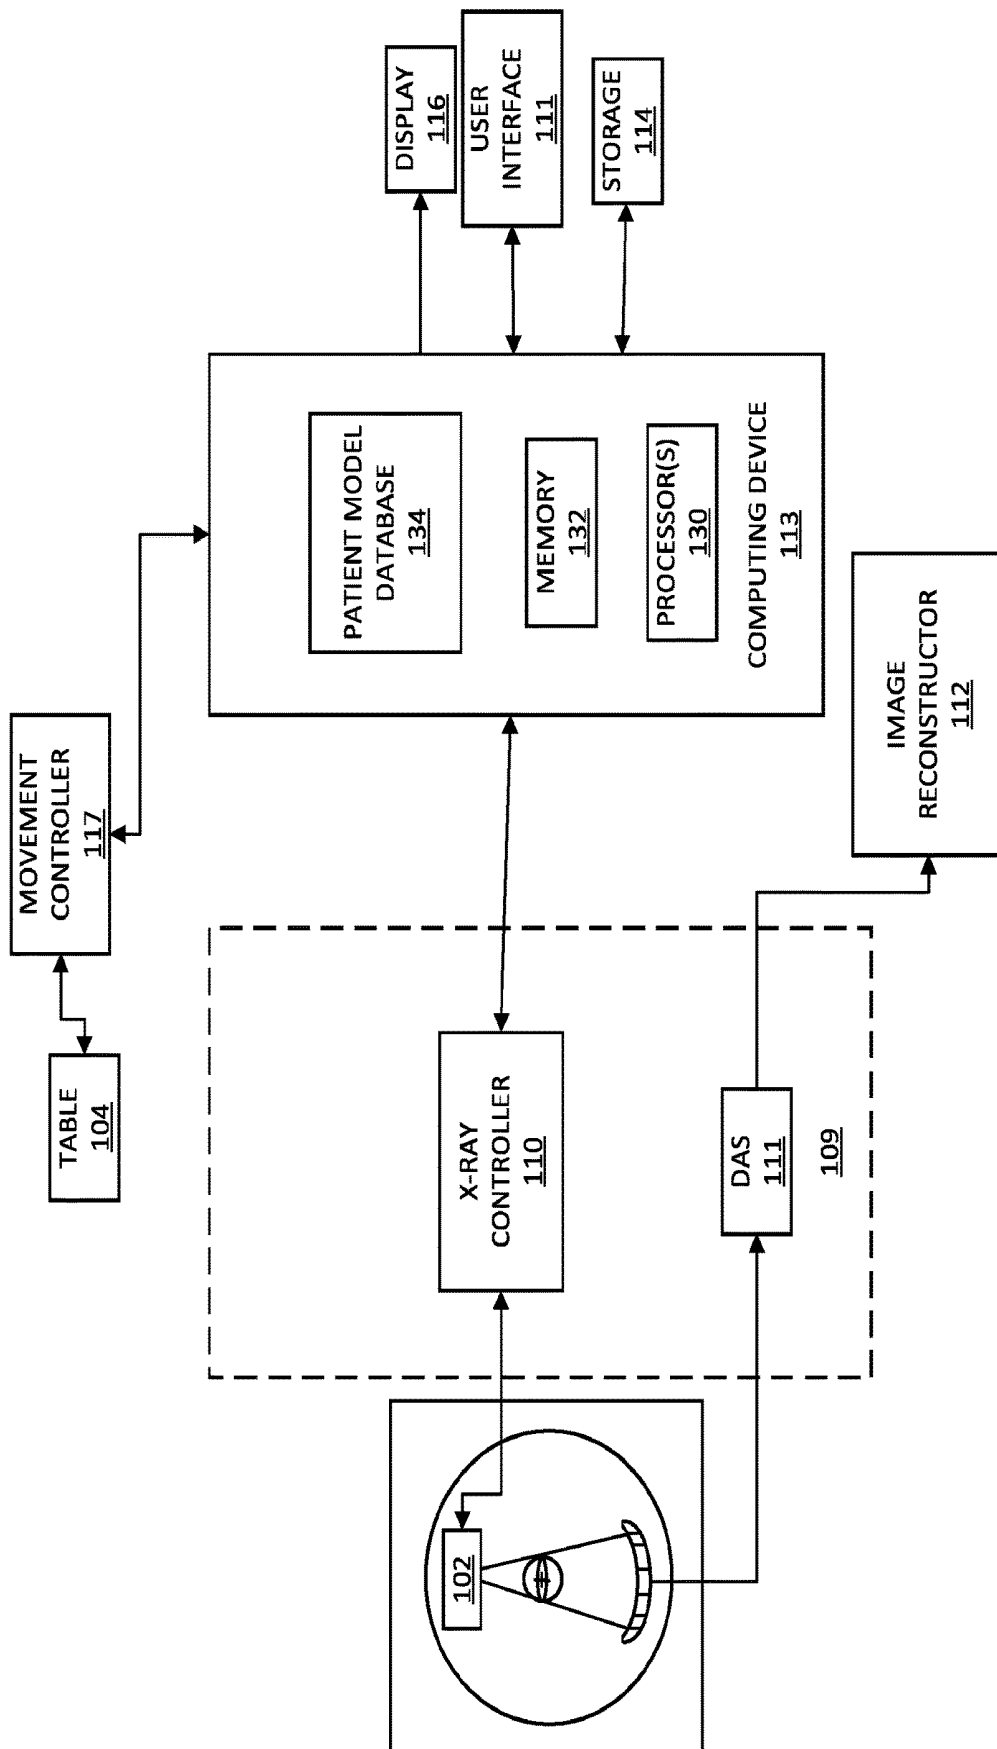 TABLE
104
MOVEMENT
CONTROLLER
117
DISPLAY
116
USER
INTERFACE
111
STORAGE
114
PATIENT MODEL
DATABASE
134
MEMORY
132
PROCESSOR(S)
130
COMPUTING DEVICE
113
102
X-RAY
CONTROLLER
110
DAS
111
109
IMAGE
RECONSTRUCTOR
112